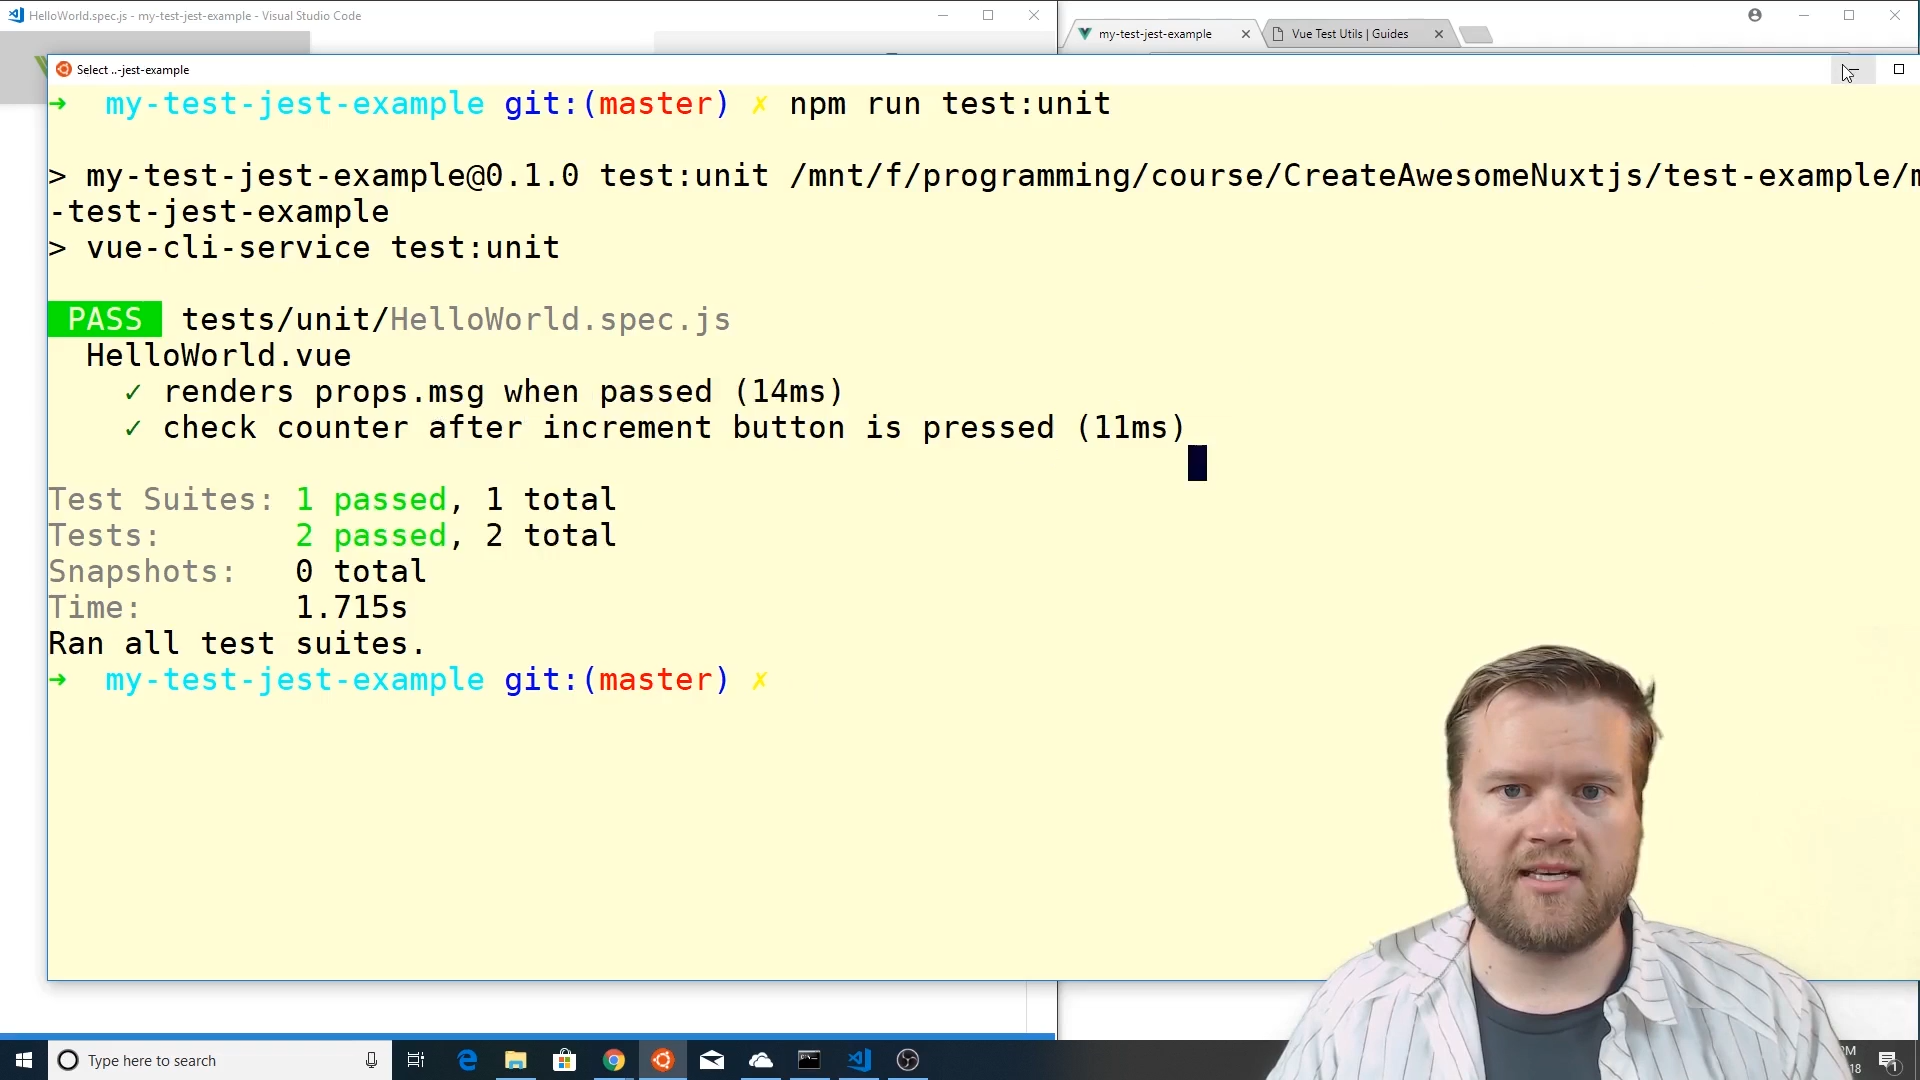 HelloWorld.spec.js - my-test-jest-example - Visual Studio Code
my-test-jest-example
Vue Test Utils | Guides
Select ..-jest-example
➜ my-test-jest-example git:(master) ✗ npm run test:unit
> my-test-jest-example@0.1.0 test:unit /mnt/f/programming/course/CreateAwesomeNuxtjs/test-example/m
-test-jest-example
> vue-cli-service test:unit
PASS tests/unit/HelloWorld.spec.js
HelloWorld.vue
✓ renders props.msg when passed (14ms)
✓ check counter after increment button is pressed (11ms)
Test Suites: 1 passed, 1 total
Tests: 2 passed, 2 total
Snapshots: 0 total
Time: 1.715s
Ran all test suites.
➜ my-test-jest-example git:(master) ✗
Type here to search
PM
18
1